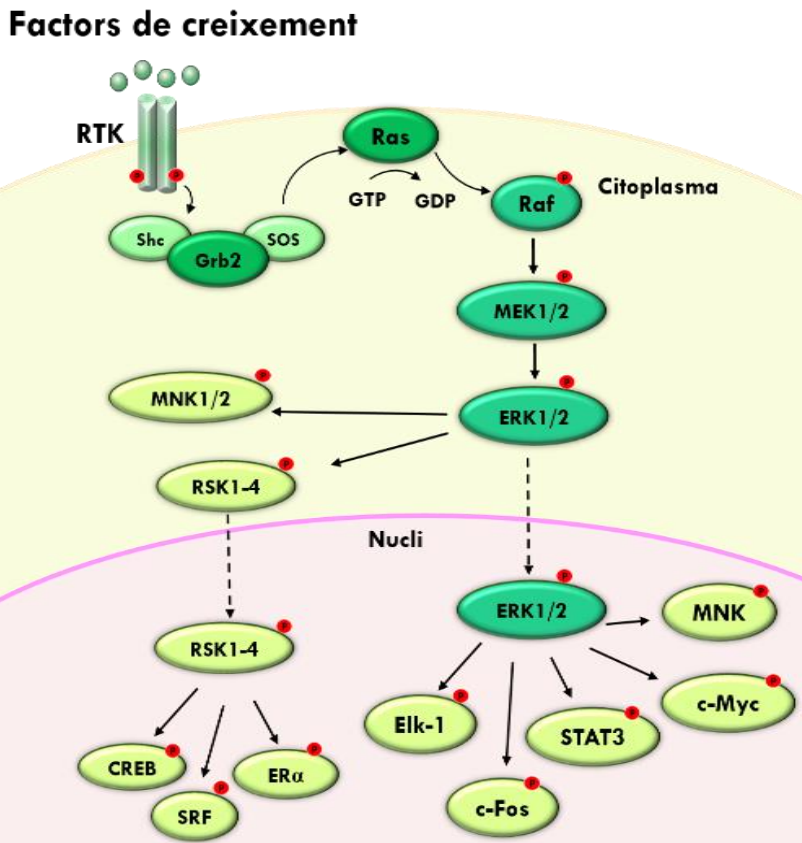 Factors de creixement
RTK
P
P
Ras
GTP
GDP
P
Raf
Citoplasma
Shc
Grb2
SOS
P
MEK1/2
P
MNK1/2
P
ERK1/2
P
RSK1-4
Nucli
P
ERK1/2
P
MNK
P
RSK1-4
P
c-Myc
P
Elk-1
P
STAT3
P
CREB
P
ERα
P
SRF
P
c-Fos